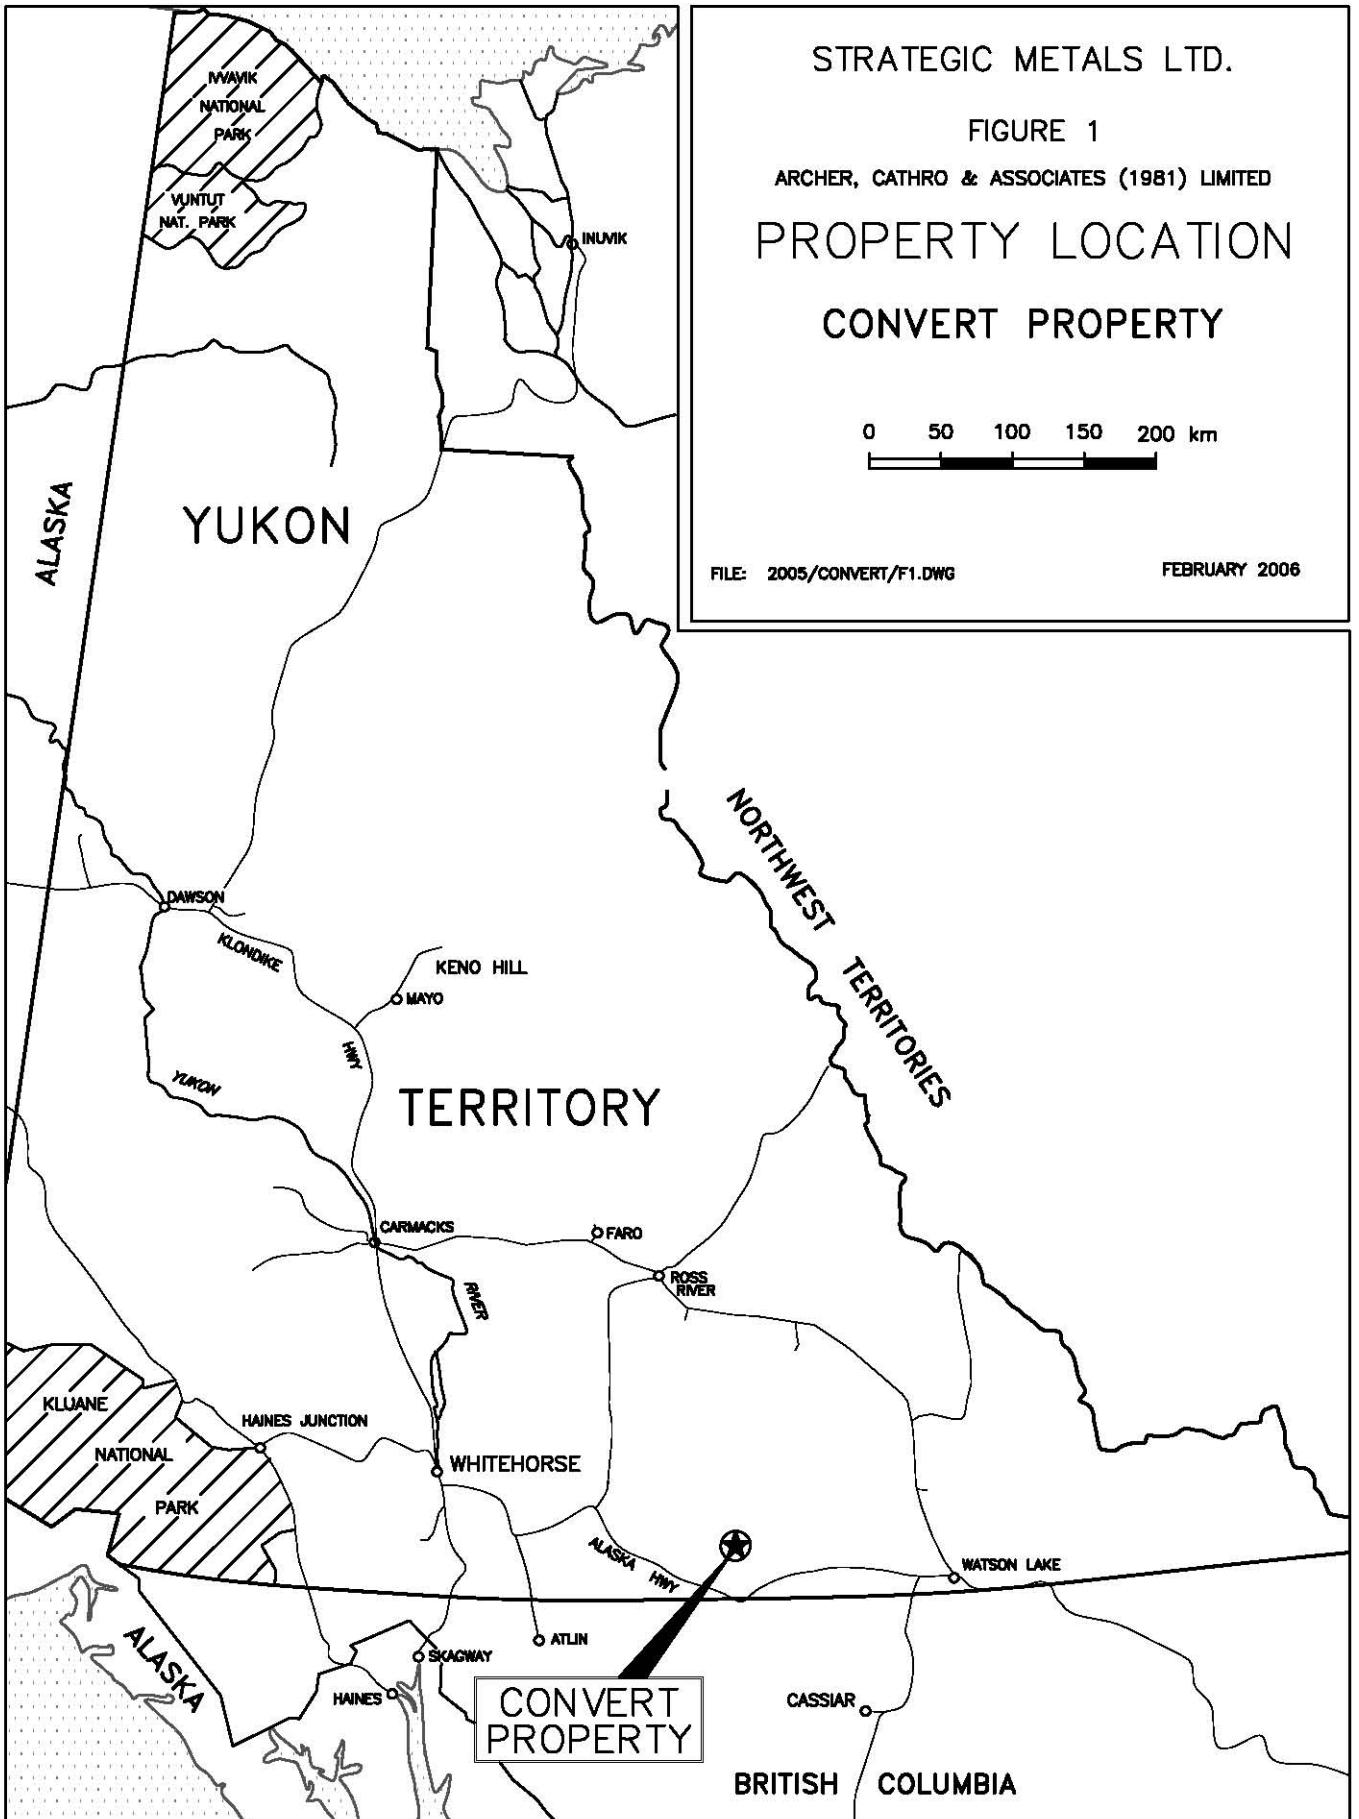 STRATEGIC METALS LTD.
FIGURE 1
ARCHER, CATHRO & ASSOCIATES (1981) LIMITED
PROPERTY LOCATION
CONVERT PROPERTY
0 50 100 150 200 km
FILE: 2005/CONVERT/F1.DWG
FEBRUARY 2006
IVVAVIK
NATIONAL
PARK
VUNTUT
NAT. PARK
INUVIK
ALASKA
YUKON
NORTHWEST
TERRITORIES
DAWSON
KLONDIKE
HWY
KENO HILL
MAYO
YUKON
RIVER
TERRITORY
CARMACKS
FARO
ROSS
RIVER
KLUANE
NATIONAL
PARK
HAINES JUNCTION
WHITEHORSE
ALASKA
HWY
WATSON LAKE
ALASKA
ATLIN
SKAGWAY
HAINES
CONVERT
PROPERTY
CASSIAR
BRITISH COLUMBIA